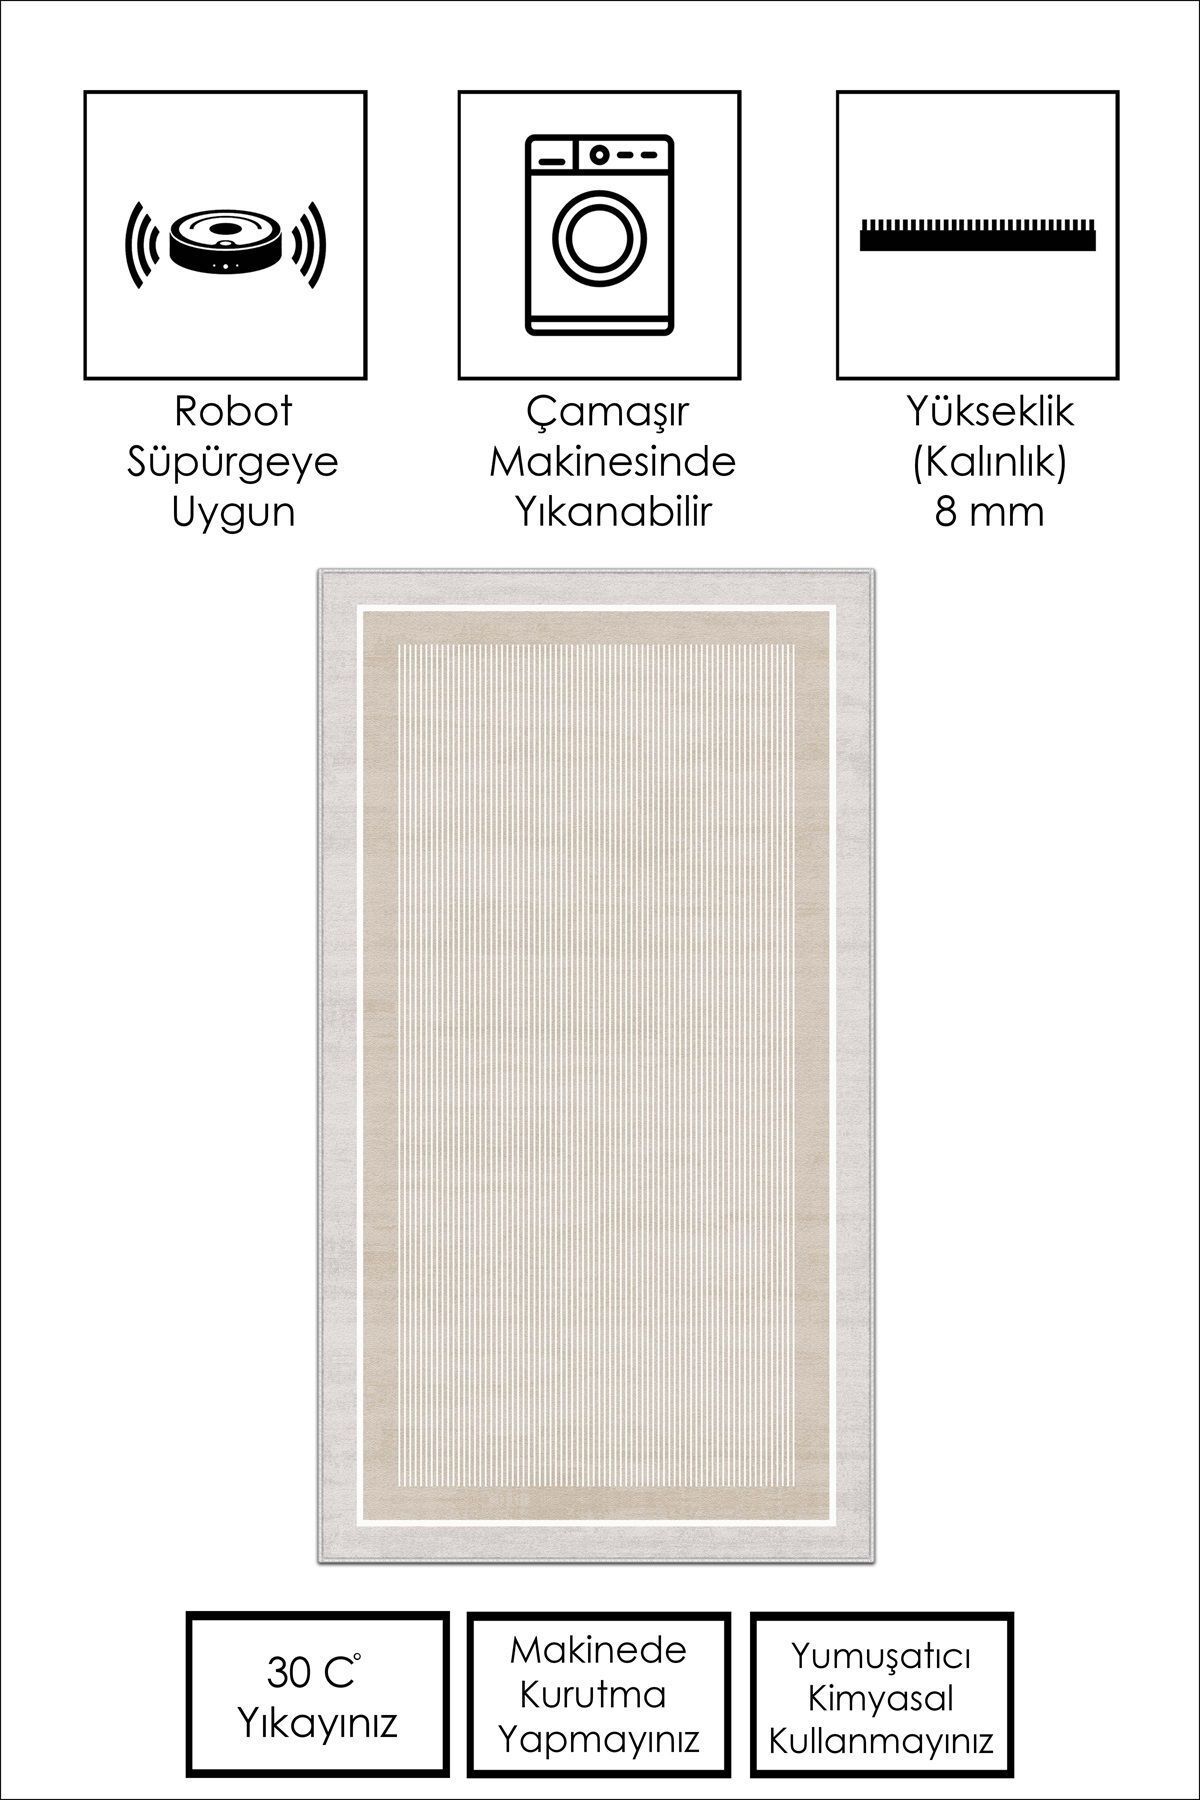 Robot
Süpürgeye
Uygun
Çamaşır
Makinesinde
Yıkanabilir
Yükseklik
(Kalınlık)
8 mm
30 C°
Yıkayınız
Makinede
Kurutma
Yapmayınız
Yumuşatıcı
Kimyasal
Kullanmayınız